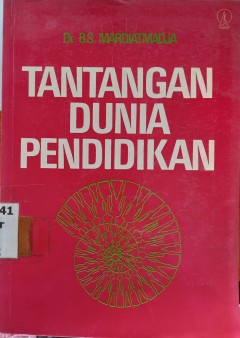 Dr B.S. MARDIATMADJA
TANTANGAN
DUNIA
PENDIDIKAN
41
T